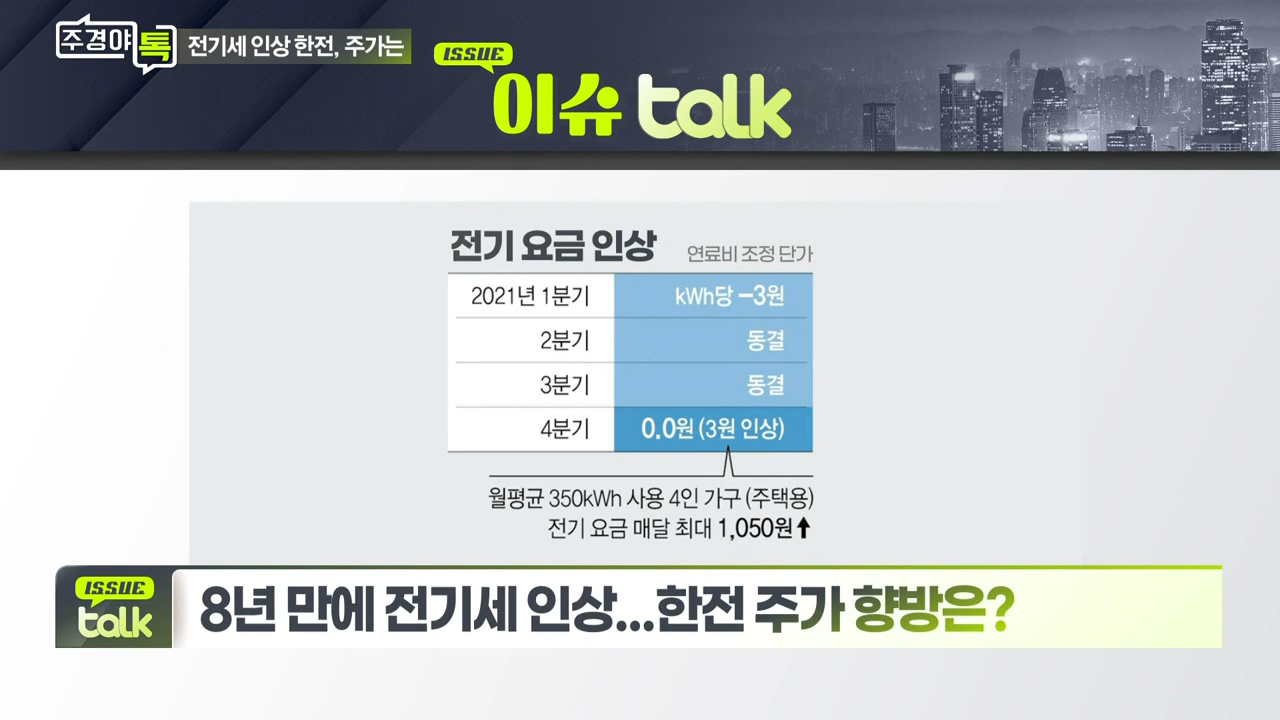 주경야톡
전기세 인상 한전, 주가는
ISSUE
이슈 talk
전기 요금 인상 연료비 조정 단가
2021년 1분기 kWh당 -3원
2분기 동결
3분기 동결
4분기 0.0원 (3원 인상)
월평균 350kWh 사용 4인 가구 (주택용)
전기 요금 매달 최대 1,050원⬆
ISSUE
talk
8년 만에 전기세 인상...한전 주가 향방은?